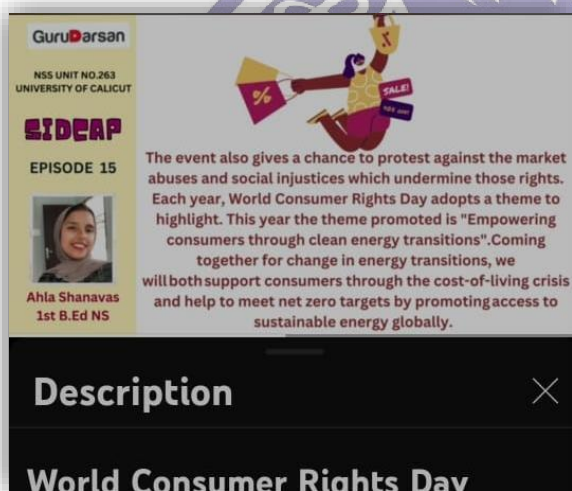 GuruDarsan
NSS UNIT NO.263
UNIVERSITY OF CALICUT
SIDCAP
EPISODE 15
Ahla Shanavas
1st B.Ed NS
%
SALE!
The event also gives a chance to protest against the market
abuses and social injustices which undermine those rights.
Each year, World Consumer Rights Day adopts a theme to
highlight. This year the theme promoted is "Empowering
consumers through clean energy transitions".Coming
together for change in energy transitions, we
will both support consumers through the cost-of-living crisis
and help to meet net zero targets by promoting access to
sustainable energy globally.
Description
World Consumer Rights Day